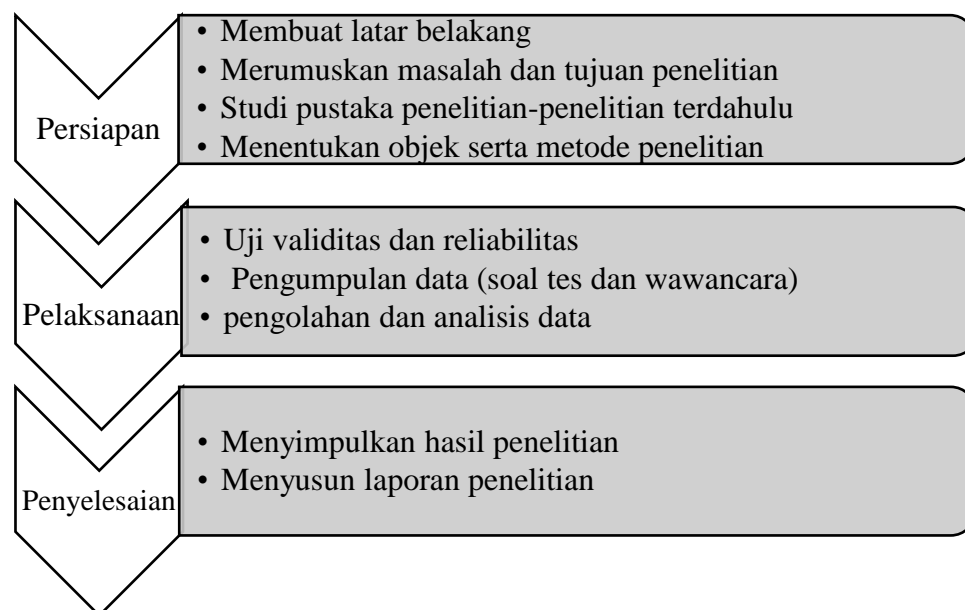 Persiapan
• Membuat latar belakang
• Merumuskan masalah dan tujuan penelitian
• Studi pustaka penelitian-penelitian terdahulu
• Menentukan objek serta metode penelitian
Pelaksanaan
• Uji validitas dan reliabilitas
• Pengumpulan data (soal tes dan wawancara)
• pengolahan dan analisis data
Penyelesaian
• Menyimpulkan hasil penelitian
• Menyusun laporan penelitian